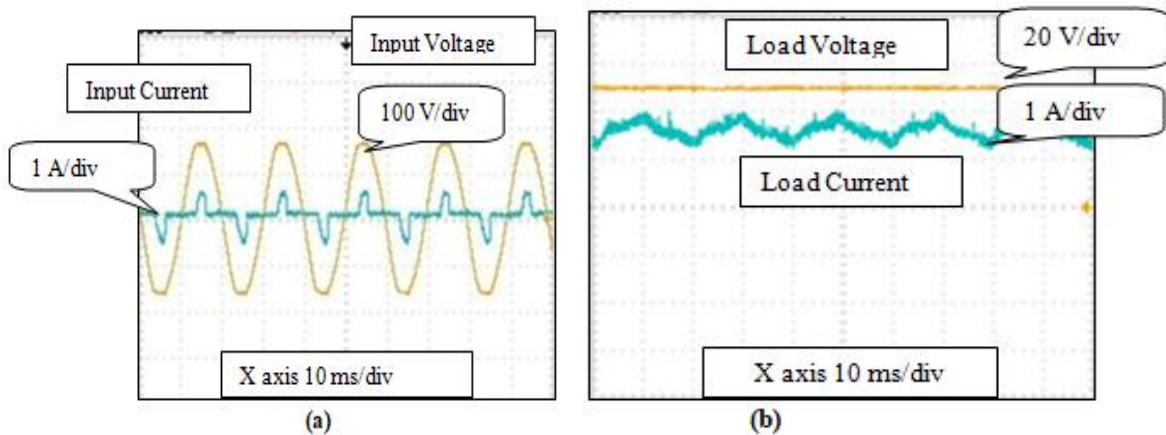 Input Voltage
Input Current
100 V/div
1 A/div
X axis 10 ms/div
(a)
Load Voltage
20 V/div
1 A/div
Load Current
X axis 10 ms/div
(b)